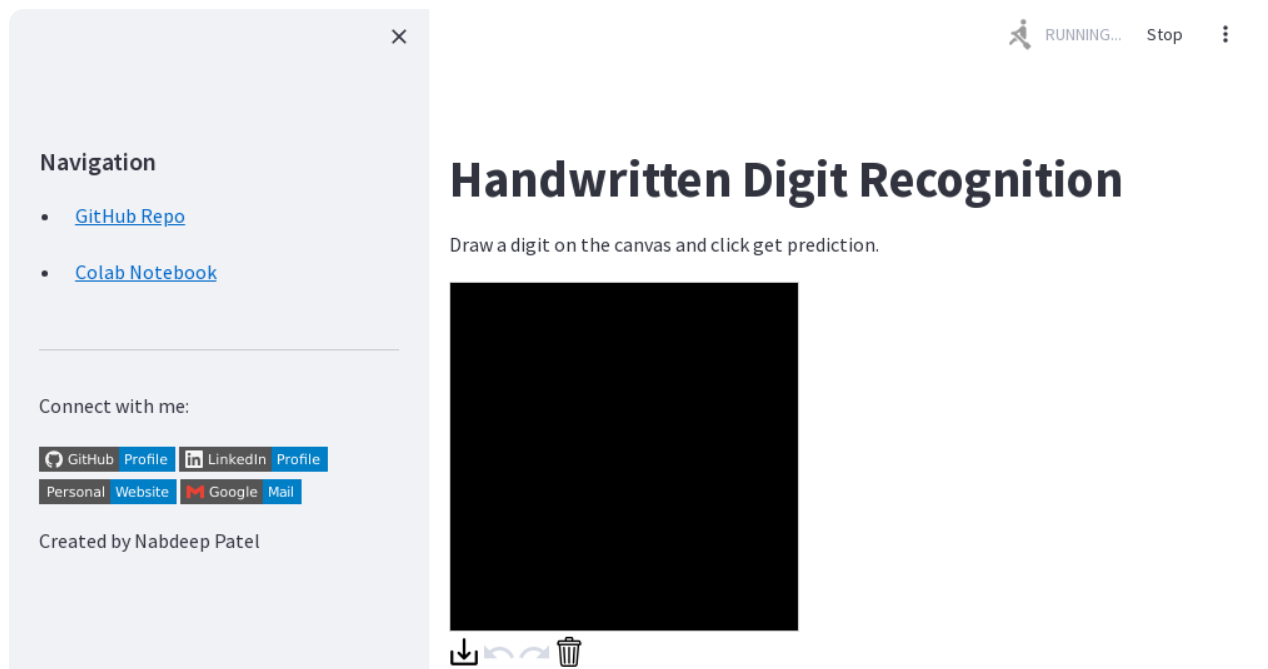 RUNNING...
Stop
Navigation
GitHub Repo
Colab Notebook
Connect with me:
GitHub Profile
LinkedIn Profile
Personal Website
Google Mail
Created by Nabdeep Patel
Handwritten Digit Recognition
Draw a digit on the canvas and click get prediction.